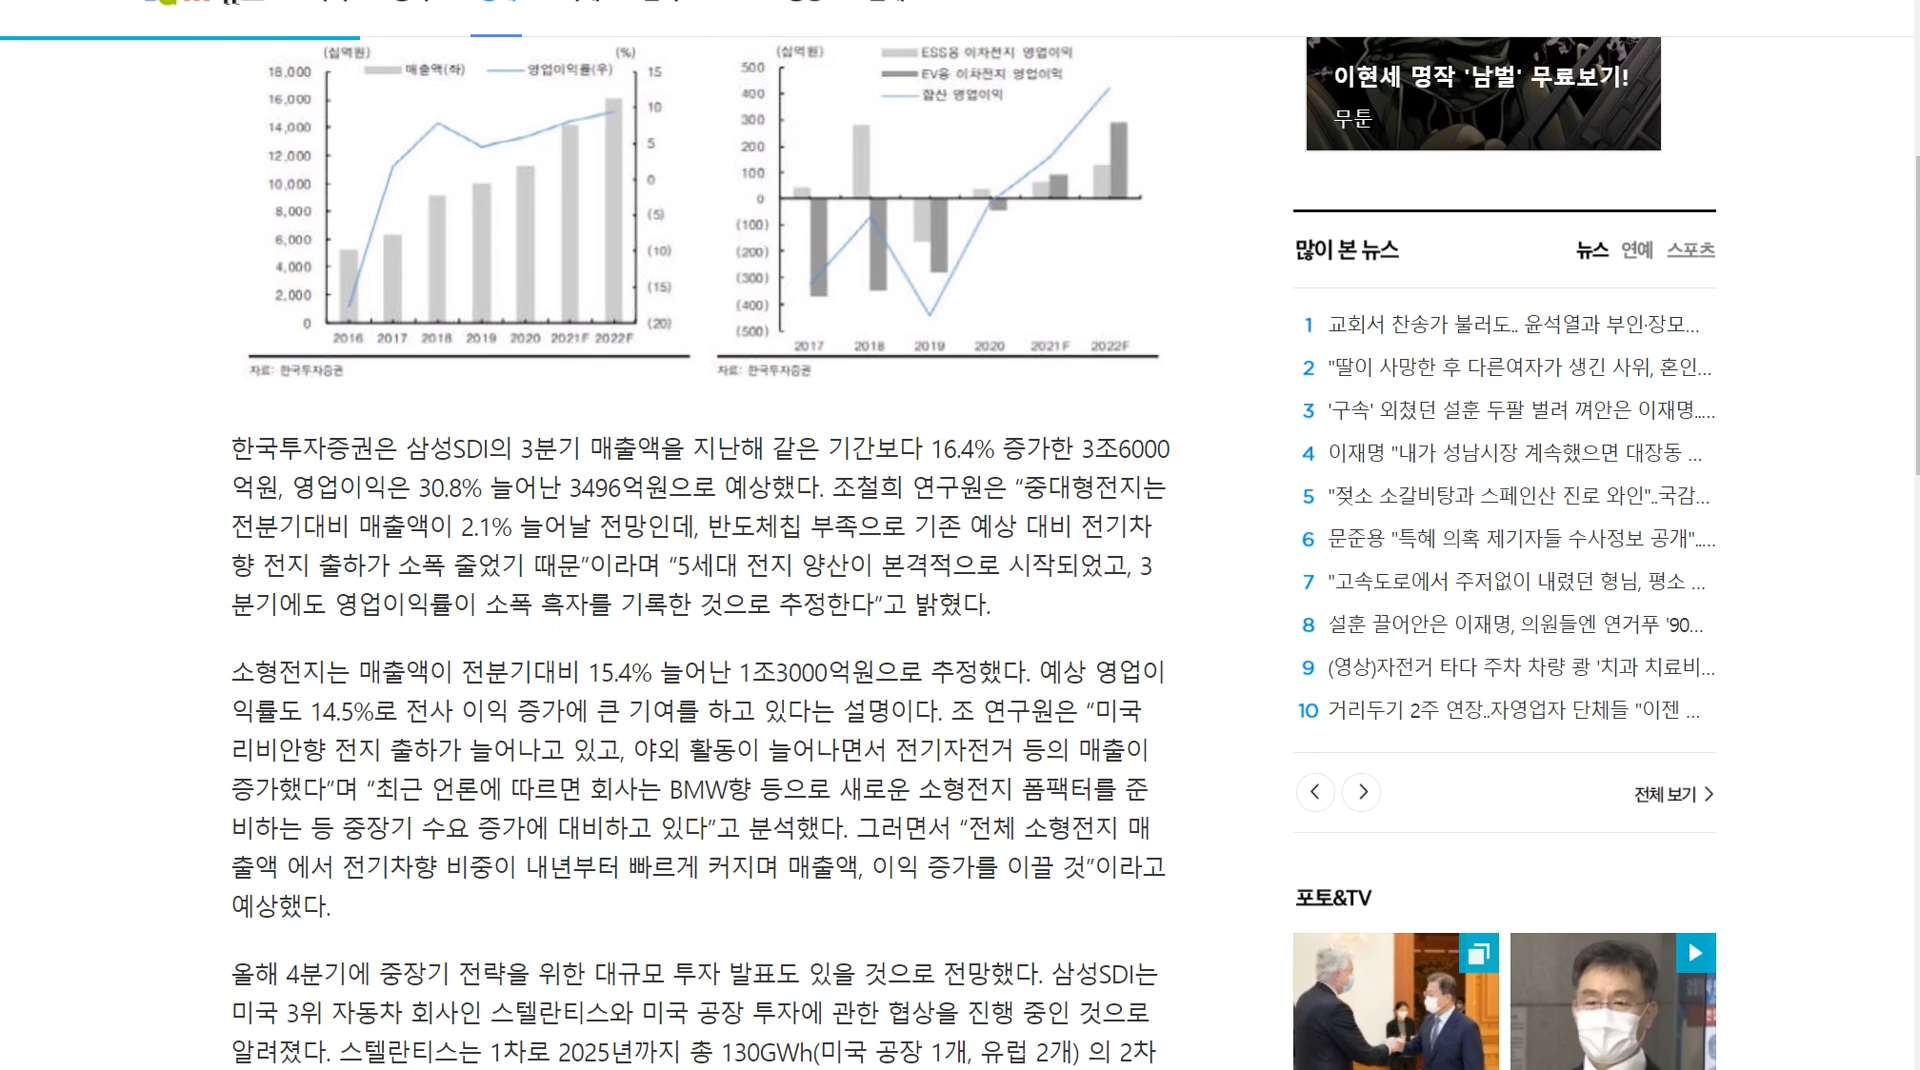 (십억원)
(%)
매출액(좌)
영업이익률(우)
18,000
16,000
14,000
12,000
10,000
8,000
6,000
4,000
2,000
0
15
10
5
0
(5)
(10)
(15)
(20)
2016 2017 2018 2019 2020 2021F 2022F
자료: 한국투자증권
(십억원)
ESS용 이차전지 영업이익
EV용 이차전지 영업이익
합산 영업이익
500
400
300
200
100
0
(100)
(200)
(300)
(400)
(500)
2017 2018 2019 2020 2021F 2022F
자료: 한국투자증권
한국투자증권은 삼성SDI의 3분기 매출액을 지난해 같은 기간보다 16.4% 증가한 3조6000
억원, 영업이익은 30.8% 늘어난 3496억원으로 예상했다. 조철희 연구원은 “중대형전지는
전분기대비 매출액이 2.1% 늘어날 전망인데, 반도체칩 부족으로 기존 예상 대비 전기차
향 전지 출하가 소폭 줄었기 때문”이라며 “5세대 전지 양산이 본격적으로 시작되었고, 3
분기에도 영업이익률이 소폭 흑자를 기록한 것으로 추정한다”고 밝혔다.
소형전지는 매출액이 전분기대비 15.4% 늘어난 1조3000억원으로 추정했다. 예상 영업이
익률도 14.5%로 전사 이익 증가에 큰 기여를 하고 있다는 설명이다. 조 연구원은 “미국
리비안향 전지 출하가 늘어나고 있고, 야외 활동이 늘어나면서 전기자전거 등의 매출이
증가했다”며 “최근 언론에 따르면 회사는 BMW향 등으로 새로운 소형전지 폼팩터를 준
비하는 등 중장기 수요 증가에 대비하고 있다”고 분석했다. 그러면서 “전체 소형전지 매
출액 에서 전기차향 비중이 내년부터 빠르게 커지며 매출액, 이익 증가를 이끌 것”이라고
예상했다.
올해 4분기에 중장기 전략을 위한 대규모 투자 발표도 있을 것으로 전망했다. 삼성SDI는
미국 3위 자동차 회사인 스텔란티스와 미국 공장 투자에 관한 협상을 진행 중인 것으로
알려졌다. 스텔란티스는 1차로 2025년까지 총 130GWh(미국 공장 1개, 유럽 2개) 의 2차
이현세 명작 '남벌' 무료보기!
무툰
많이 본 뉴스
뉴스 연예 스포츠
1 교회서 찬송가 불러도.. 윤석열과 부인·장모...
2 "딸이 사망한 후 다른여자가 생긴 사위, 혼인...
3 '구속' 외쳤던 설훈 두팔 벌려 껴안은 이재명.....
4 이재명 "내가 성남시장 계속했으면 대장동 ...
5 "젖소 소갈비탕과 스페인산 진로 와인"..국감...
6 문준용 "특혜 의혹 제기자들 수사정보 공개".....
7 "고속도로에서 주저없이 내렸던 형님, 평소 ...
8 설훈 끌어안은 이재명, 의원들엔 연거푸 '90...
9 (영상)자전거 타다 주차 차량 쾅 '치과 치료비...
10 거리두기 2주 연장..자영업자 단체들 "이젠 ...
전체 보기
포토&TV